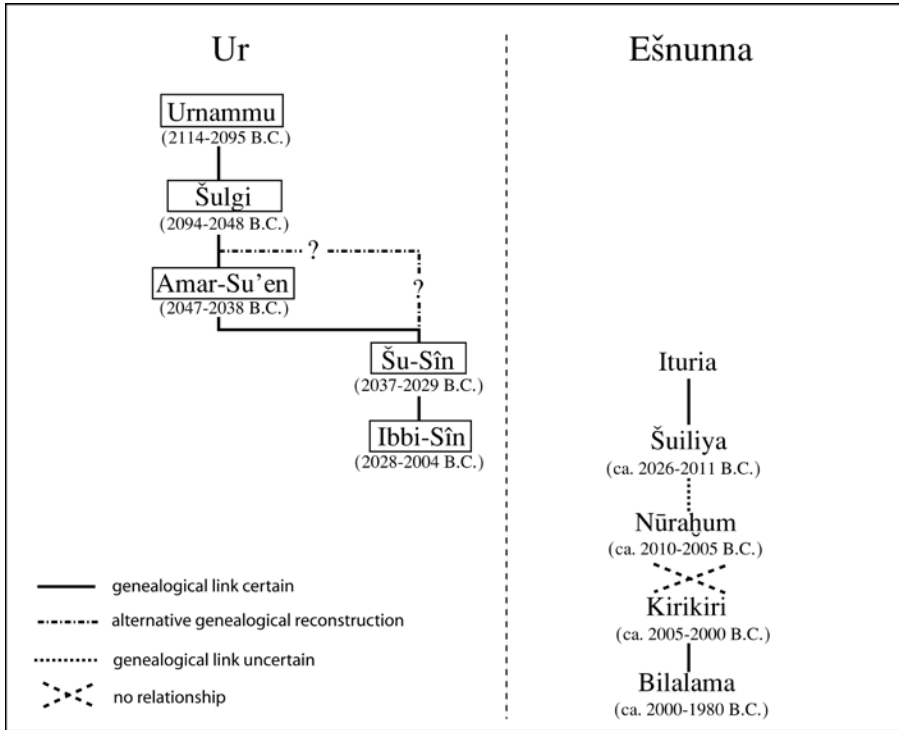 Ur
Urnammu
(2114-2095 B.C.)
Šulgi
(2094-2048 B.C.)
?
?
Amar-Su’en
(2047-2038 B.C.)
Šu-Sîn
(2037-2029 B.C.)
Ibbi-Sîn
(2028-2004 B.C.)
Ešnunna
Ituria
Šuiliya
(ca. 2026-2011 B.C.)
Nūraḫum
(ca. 2010-2005 B.C.)
Kirikiri
(ca. 2005-2000 B.C.)
Bilalama
(ca. 2000-1980 B.C.)
genealogical link certain
alternative genealogical reconstruction
genealogical link uncertain
no relationship